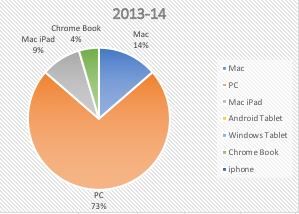 2013-14
Chrome Book
4%
Mac
14%
Mac iPad
9%
PC
73%
Mac
PC
Mac iPad
Android Tablet
Windows Tablet
Chrome Book
iphone